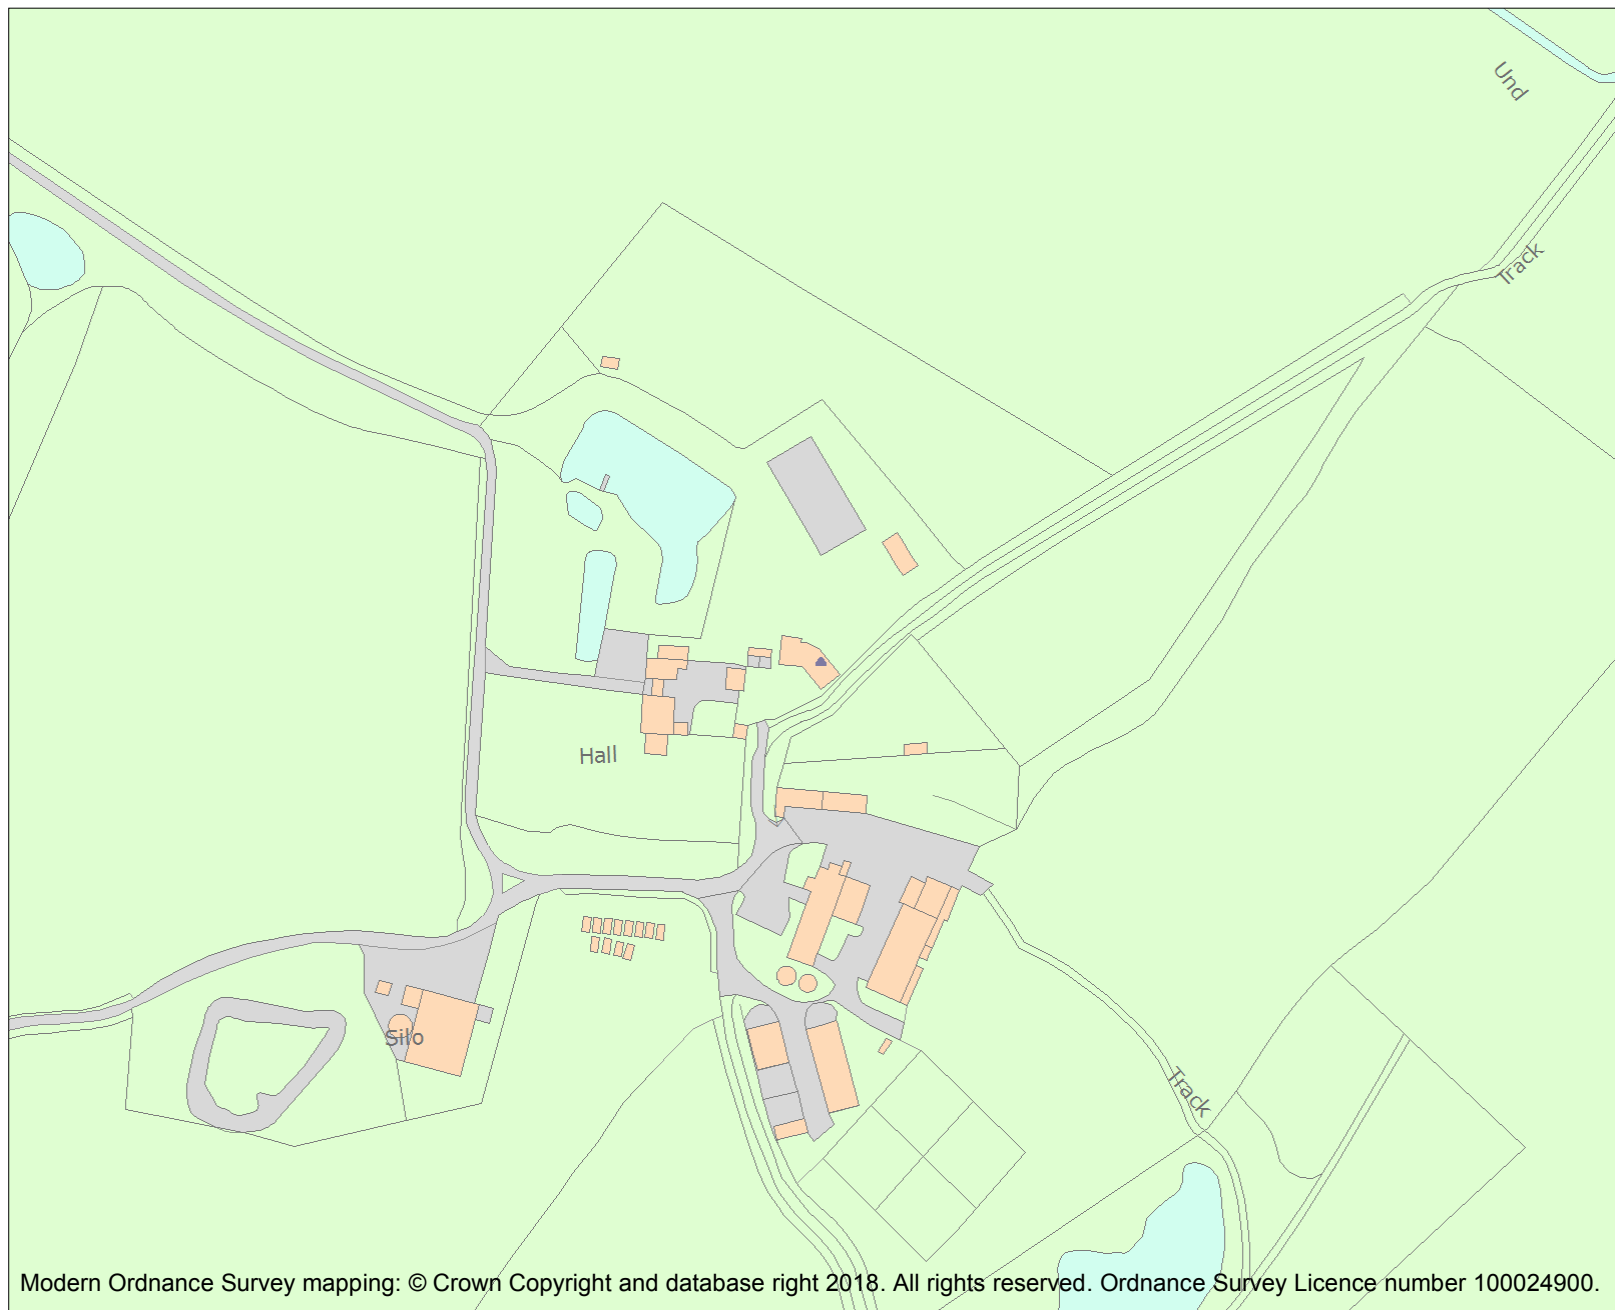 Und
Track
Hall
Silo
Track
Modern Ordnance Survey mapping: © Crown Copyright and database right 2018. All rights reserved. Ordnance Survey Licence number 100024900.